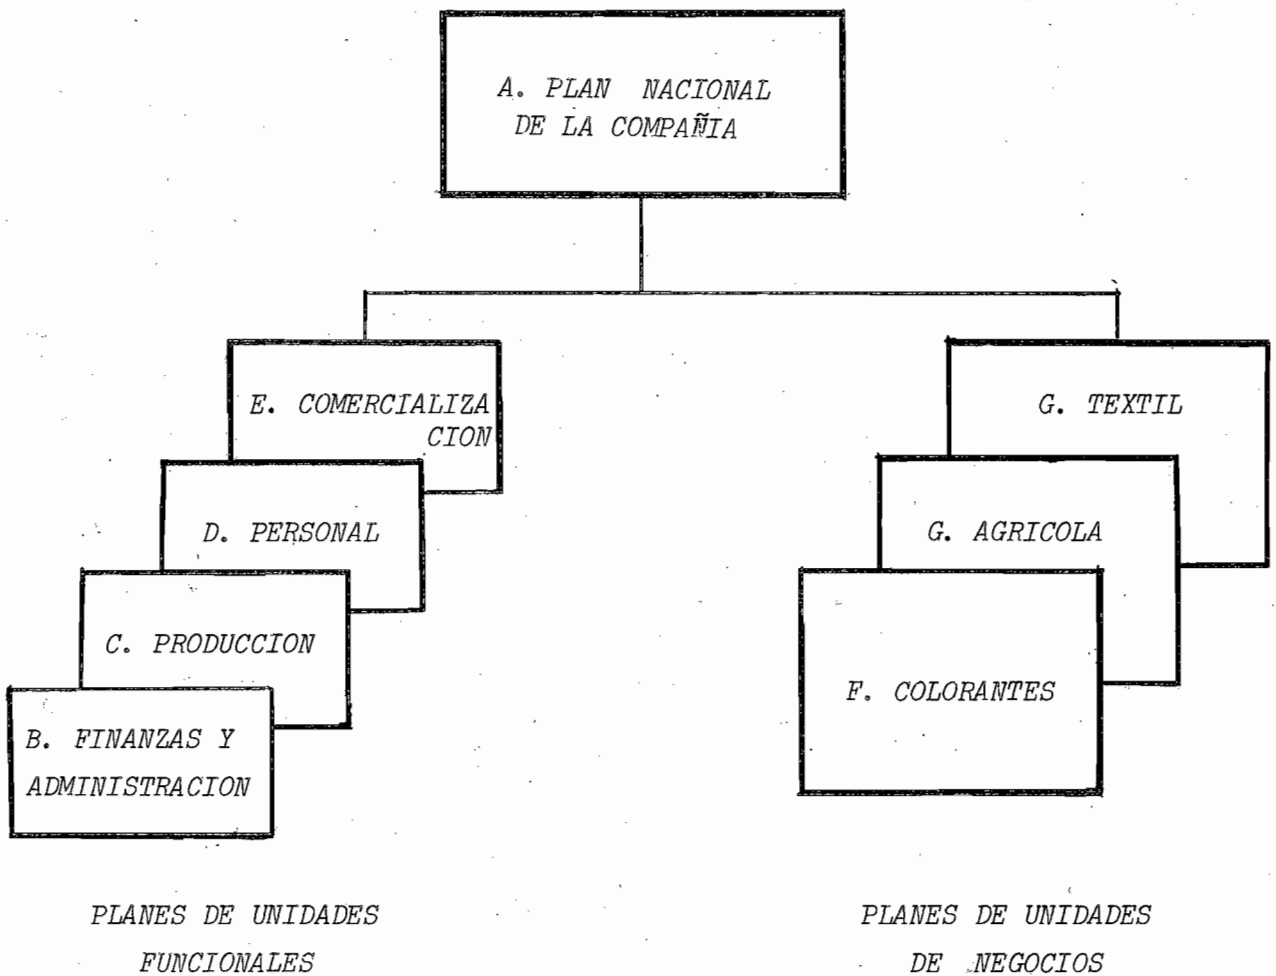 A. PLAN NACIONAL
DE LA COMPAÑIA
E. COMERCIALIZA
CION
D. PERSONAL
C. PRODUCCION
B. FINANZAS Y
ADMINISTRACION
G. TEXTIL
G. AGRICOLA
F. COLORANTES
PLANES DE UNIDADES
FUNCIONALES
PLANES DE UNIDADES
DE NEGOCIOS